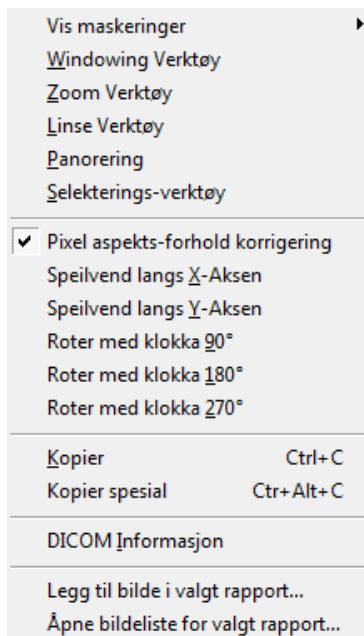 Vis maskeringer
Windowing Verktøy
Zoom Verktøy
Linse Verktøy
Panorering
Selekterings-verktøy
Pixel aspekts-forhold korrigering
Speilvend langs X-Aksen
Speilvend langs Y-Aksen
Roter med klokka 90°
Roter med klokka 180°
Roter med klokka 270°
Kopier Ctrl+C
Kopier spesial Ctr+Alt+C
DICOM Informasjon
Legg til bilde i valgt rapport...
Åpne bildeliste for valgt rapport...